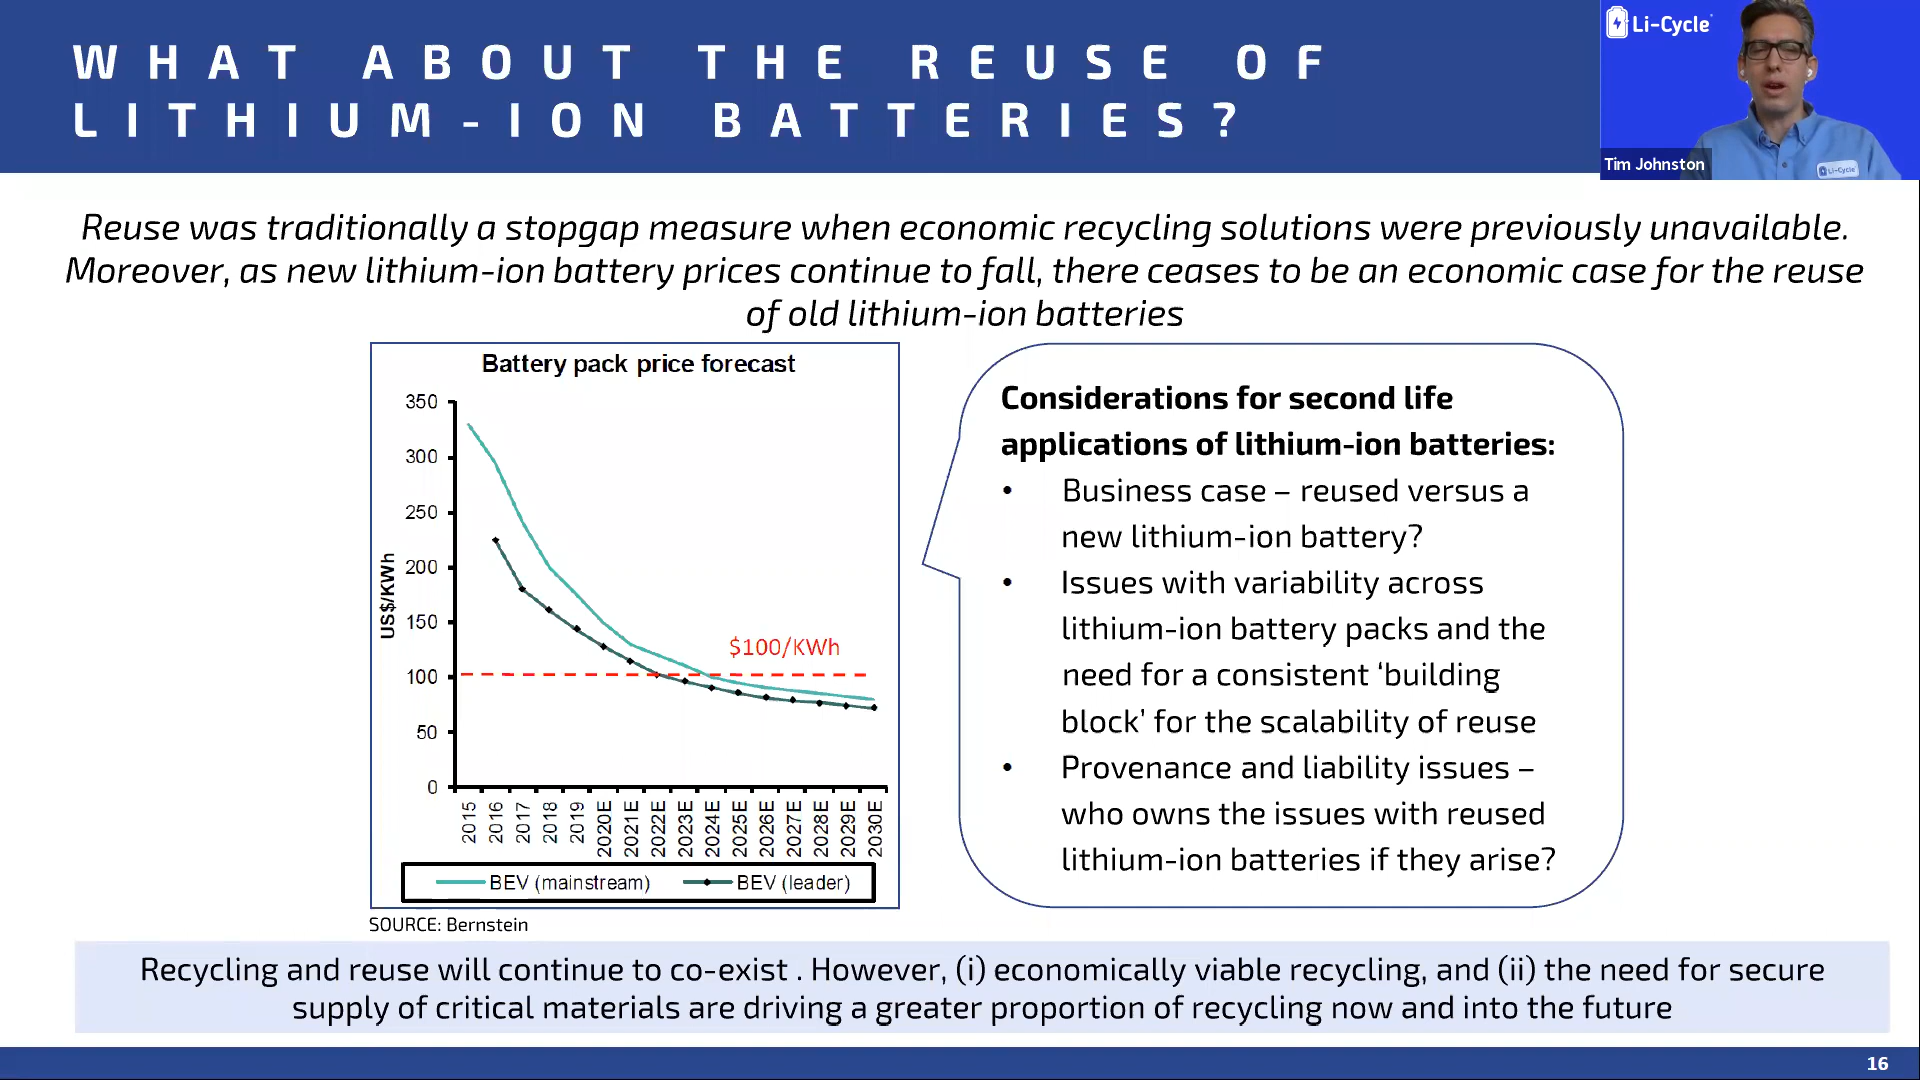 WHAT ABOUT THE REUSE OF
LITHIUM-ION BATTERIES?
Li-Cycle
Tim Johnston
Li-Cycle
Reuse was traditionally a stopgap measure when economic recycling solutions were previously unavailable.
Moreover, as new lithium-ion battery prices continue to fall, there ceases to be an economic case for the reuse
of old lithium-ion batteries
Battery pack price forecast
US$/KWh
350
300
250
200
150
100
50
0
$100/KWh
2015
2016
2017
2018
2019
2020E
2021E
2022E
2023E
2024E
2025E
2026E
2027E
2028E
2029E
2030E
BEV (mainstream)
BEV (leader)
SOURCE: Bernstein
Considerations for second life
applications of lithium-ion batteries:
• Business case – reused versus a
new lithium-ion battery?
• Issues with variability across
lithium-ion battery packs and the
need for a consistent ‘building
block’ for the scalability of reuse
• Provenance and liability issues –
who owns the issues with reused
lithium-ion batteries if they arise?
Recycling and reuse will continue to co-exist . However, (i) economically viable recycling, and (ii) the need for secure
supply of critical materials are driving a greater proportion of recycling now and into the future
16